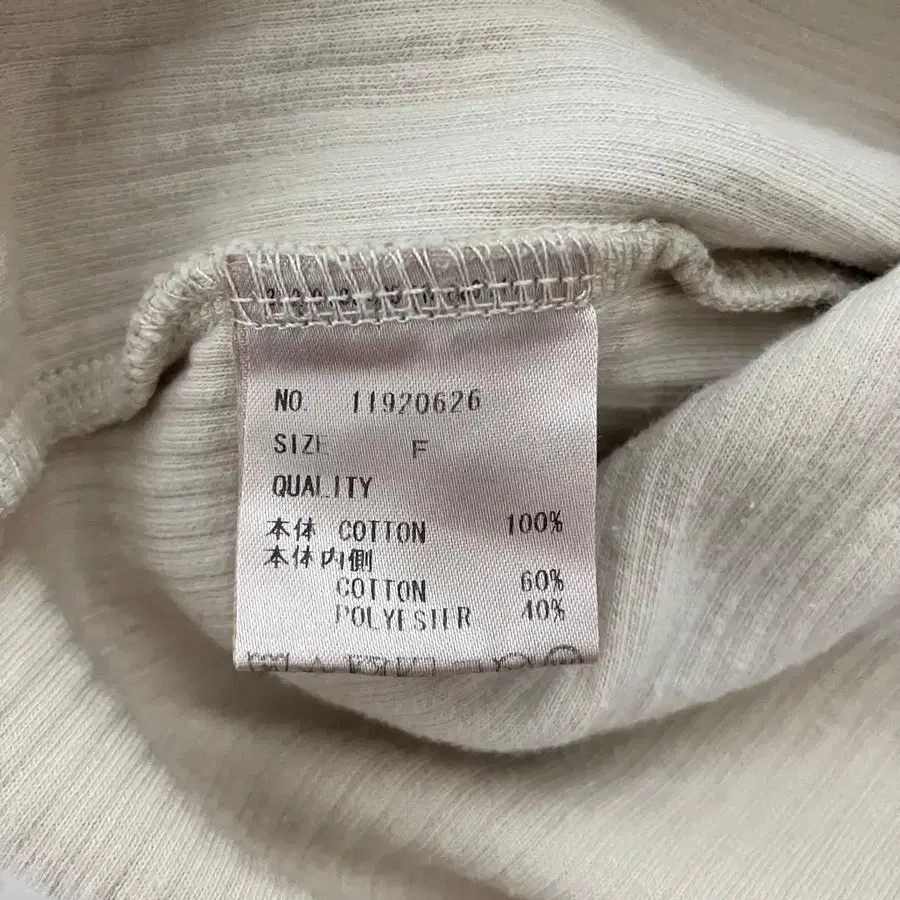 NO 11920626
SIZE F
QUALITY
本体 COTTON 100%
本体内側
COTTON 60%
POLYESTER 40%